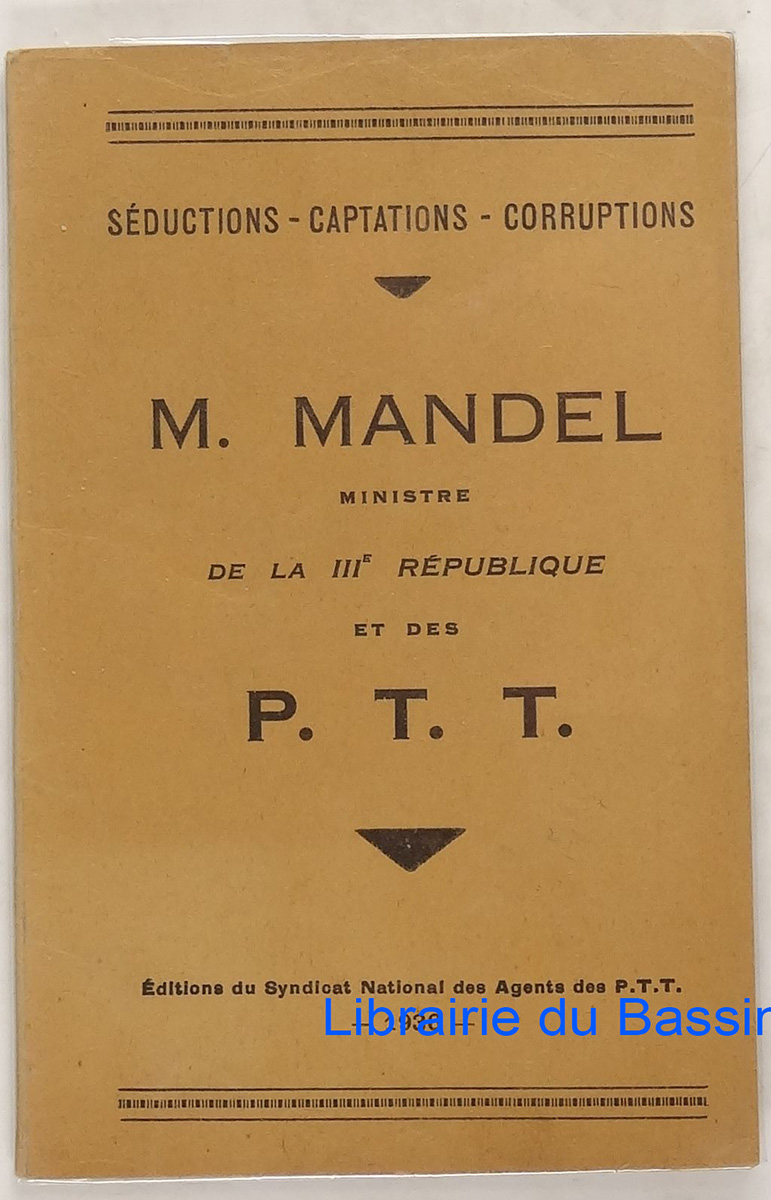 SÉDUCTIONS - CAPTATIONS - CORRUPTIONS
M. MANDEL
MINISTRE
DE LA IIIE RÉPUBLIQUE
ET DES
P. T. T.
Éditions du Syndicat National des Agents des P.T.T.
Librairie du Bassin